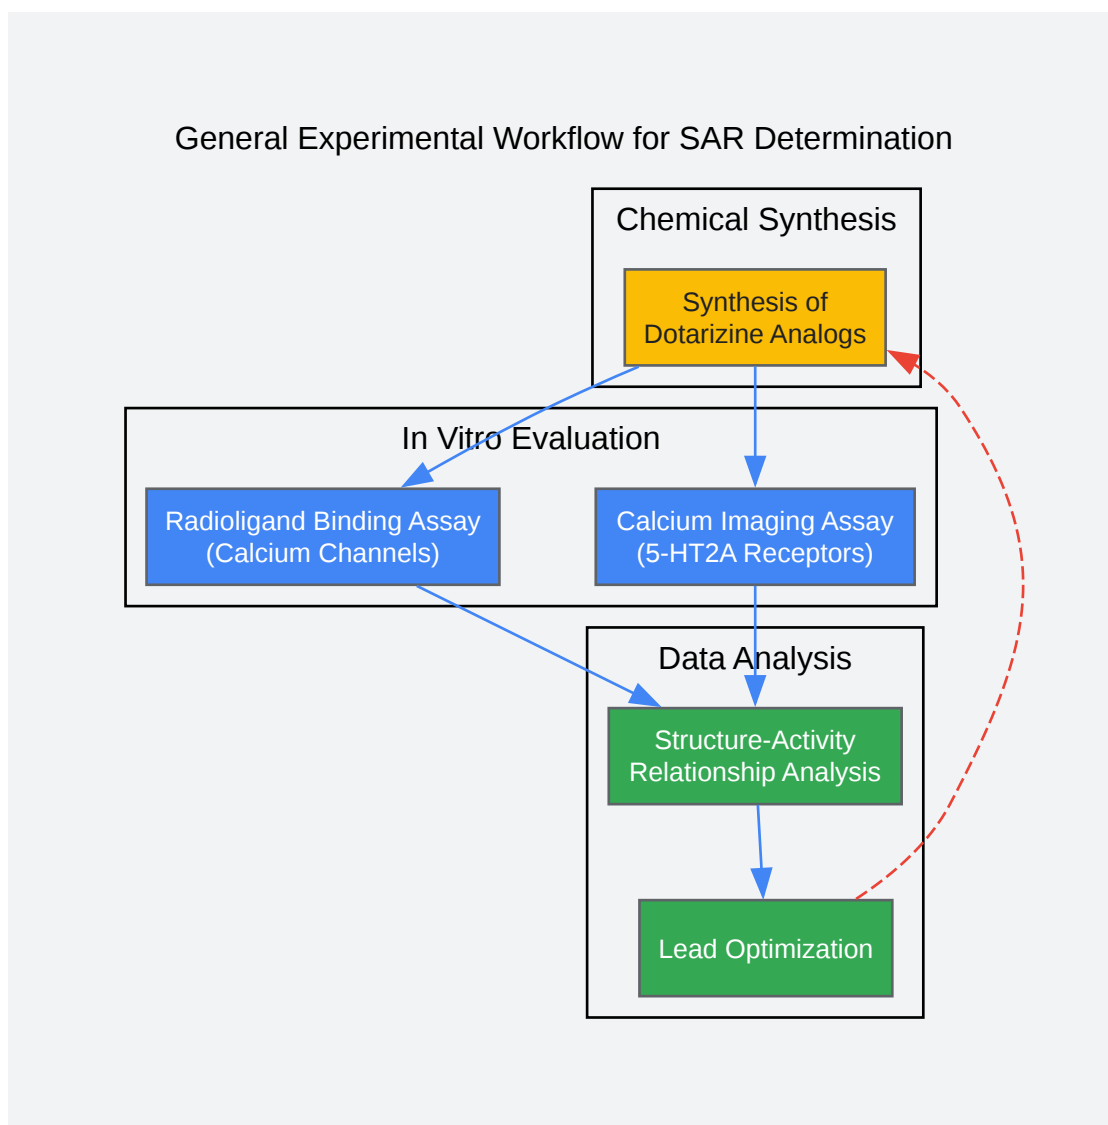 General Experimental Workflow for SAR Determination
Chemical Synthesis
Synthesis of
Dotarizine Analogs
In Vitro Evaluation
Radioligand Binding Assay
(Calcium Channels)
Calcium Imaging Assay
(5-HT2A Receptors)
Data Analysis
Structure-Activity
Relationship Analysis
Lead Optimization